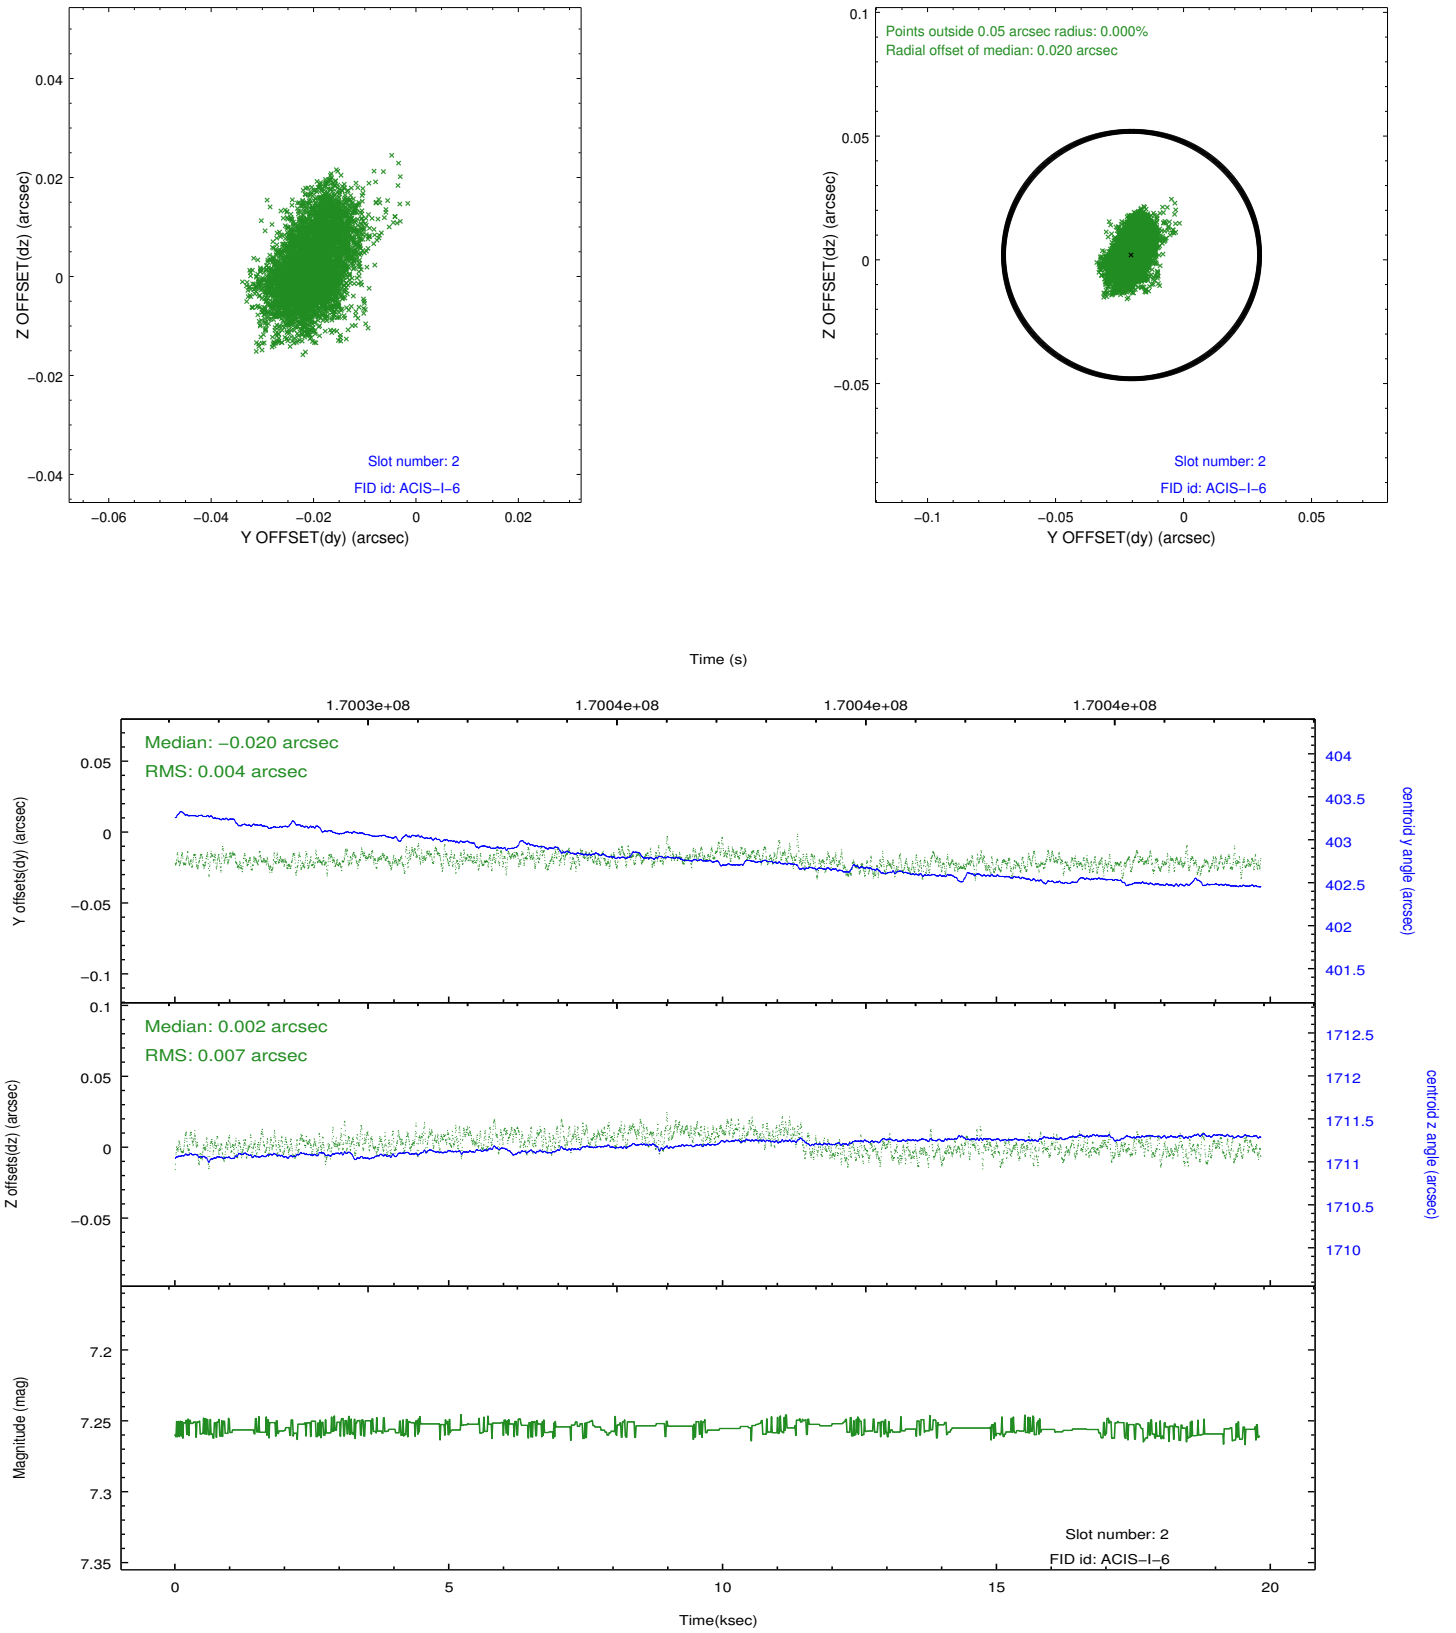 0.04
0.02
0
−0.02
−0.04
Z OFFSET(dz) (arcsec)
Slot number: 2
FID id: ACIS−I−6
−0.06
−0.04
−0.02
0
0.02
Y OFFSET(dy) (arcsec)
Points outside 0.05 arcsec radius: 0.000%
Radial offset of median: 0.020 arcsec
0.1
0.05
0
−0.05
Z OFFSET(dz) (arcsec)
Slot number: 2
FID id: ACIS−I−6
−0.1
−0.05
0
0.05
Y OFFSET(dy) (arcsec)
Time (s)
1.7003e+08
1.7004e+08
1.7004e+08
1.7004e+08
Median: −0.020 arcsec
RMS: 0.004 arcsec
0.05
0
−0.05
−0.1
Y offsets(dy) (arcsec)
404
403.5
403
402.5
402
401.5
centroid y angle (arcsec)
Median: 0.002 arcsec
RMS: 0.007 arcsec
0.1
0.05
0
−0.05
Z offsets(dz) (arcsec)
1712.5
1712
1711.5
1711
1710.5
1710
centroid z angle (arcsec)
7.2
7.25
7.3
7.35
Magnitude (mag)
Slot number: 2
FID id: ACIS−I−6
0
5
10
15
20
Time(ksec)